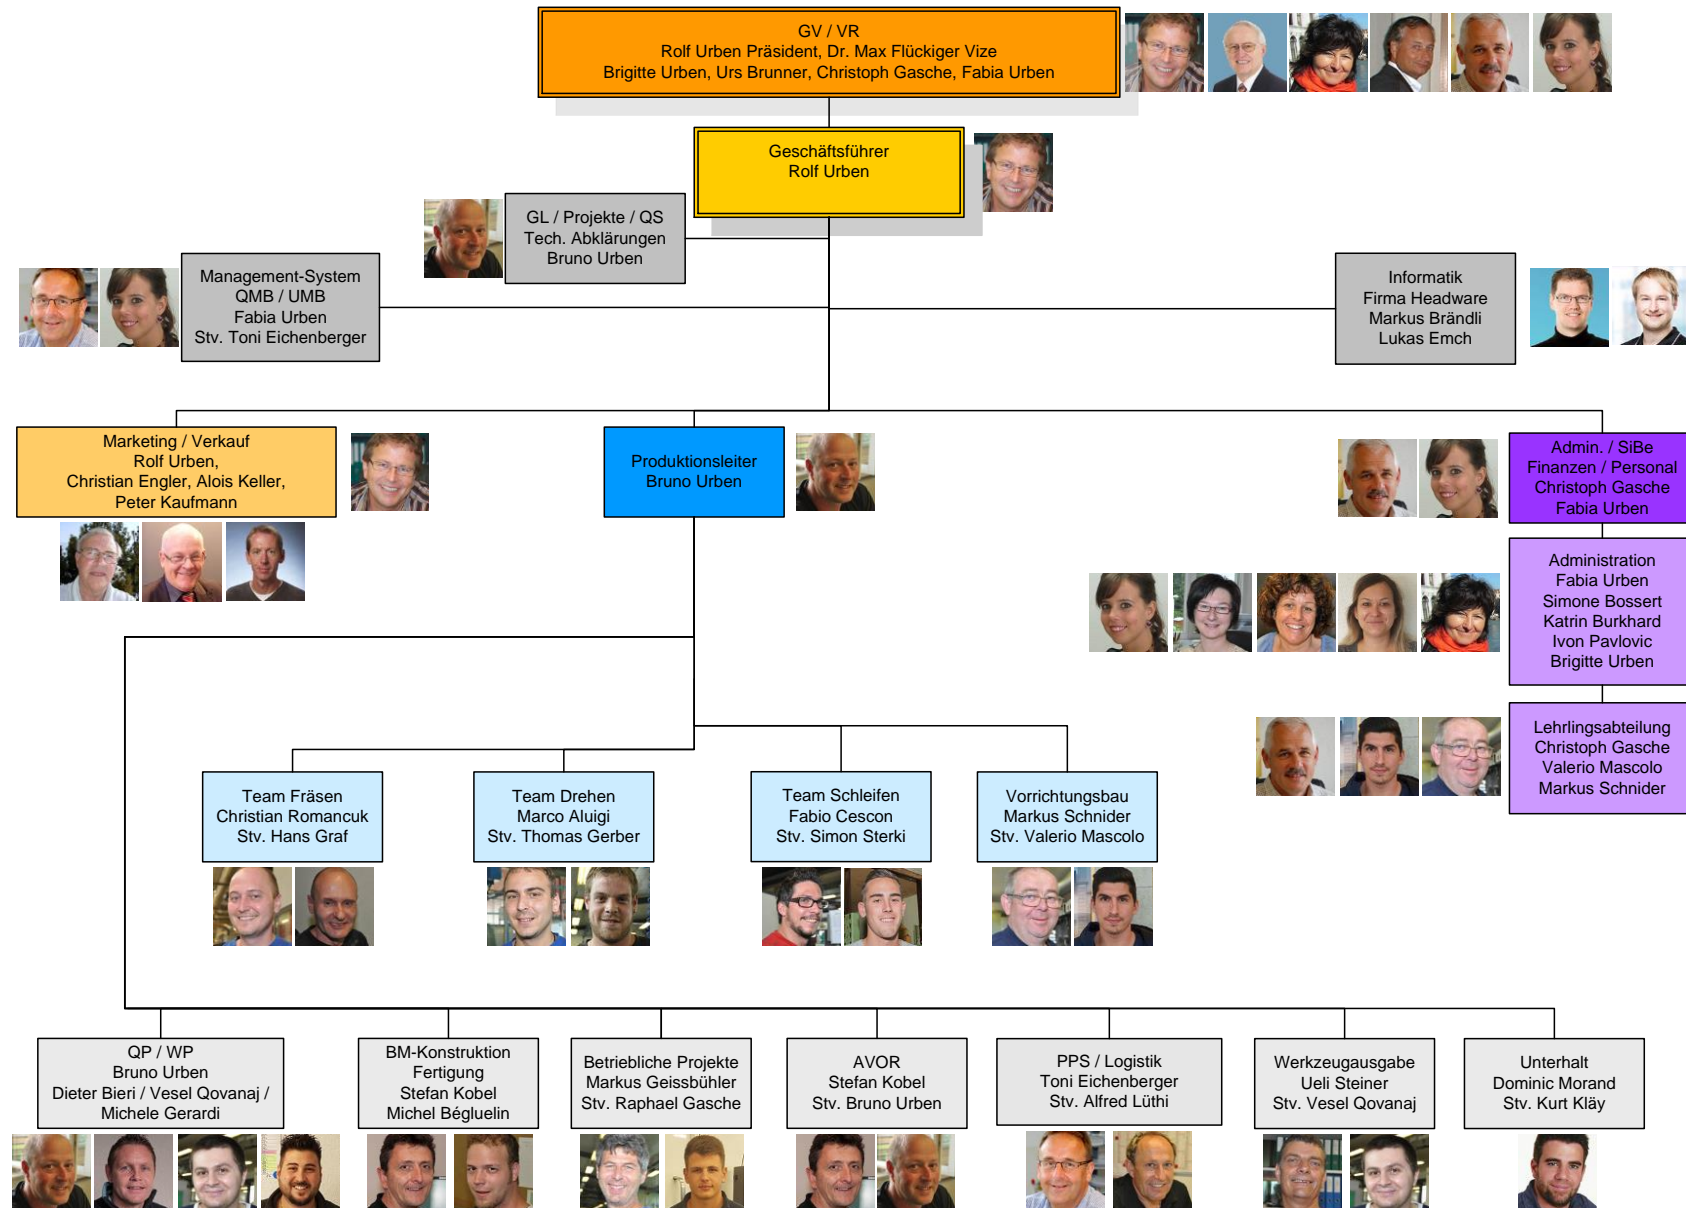 GV / VR
Rolf Urben Präsident, Dr. Max Flückiger Vize
Brigitte Urben, Urs Brunner, Christoph Gasche, Fabia Urben
Geschäftsführer
Rolf Urben
GL / Projekte / QS
Tech. Abklärungen
Bruno Urben
Management-System
QMB / UMB
Fabia Urben
Stv. Toni Eichenberger
Informatik
Firma Headware
Markus Brändli
Lukas Emch
Marketing / Verkauf
Rolf Urben,
Christian Engler, Alois Keller,
Peter Kaufmann
Produktionsleiter
Bruno Urben
Admin. / SiBe
Finanzen / Personal
Christoph Gasche
Fabia Urben
Administration
Fabia Urben
Simone Bossert
Katrin Burkhard
Ivon Pavlovic
Brigitte Urben
Lehrlingsabteilung
Christoph Gasche
Valerio Mascolo
Markus Schnider
Team Fräsen
Christian Romancuk
Stv. Hans Graf
Team Drehen
Marco Aluigi
Stv. Thomas Gerber
Team Schleifen
Fabio Cescon
Stv. Simon Sterki
Vorrichtungsbau
Markus Schnider
Stv. Valerio Mascolo
QP / WP
Bruno Urben
Dieter Bieri / Vesel Qovanaj /
Michele Gerardi
BM-Konstruktion
Fertigung
Stefan Kobel
Michel Bégluelin
Betriebliche Projekte
Markus Geissbühler
Stv. Raphael Gasche
AVOR
Stefan Kobel
Stv. Bruno Urben
PPS / Logistik
Toni Eichenberger
Stv. Alfred Lüthi
Werkzeugausgabe
Ueli Steiner
Stv. Vesel Qovanaj
Unterhalt
Dominic Morand
Stv. Kurt Kläy